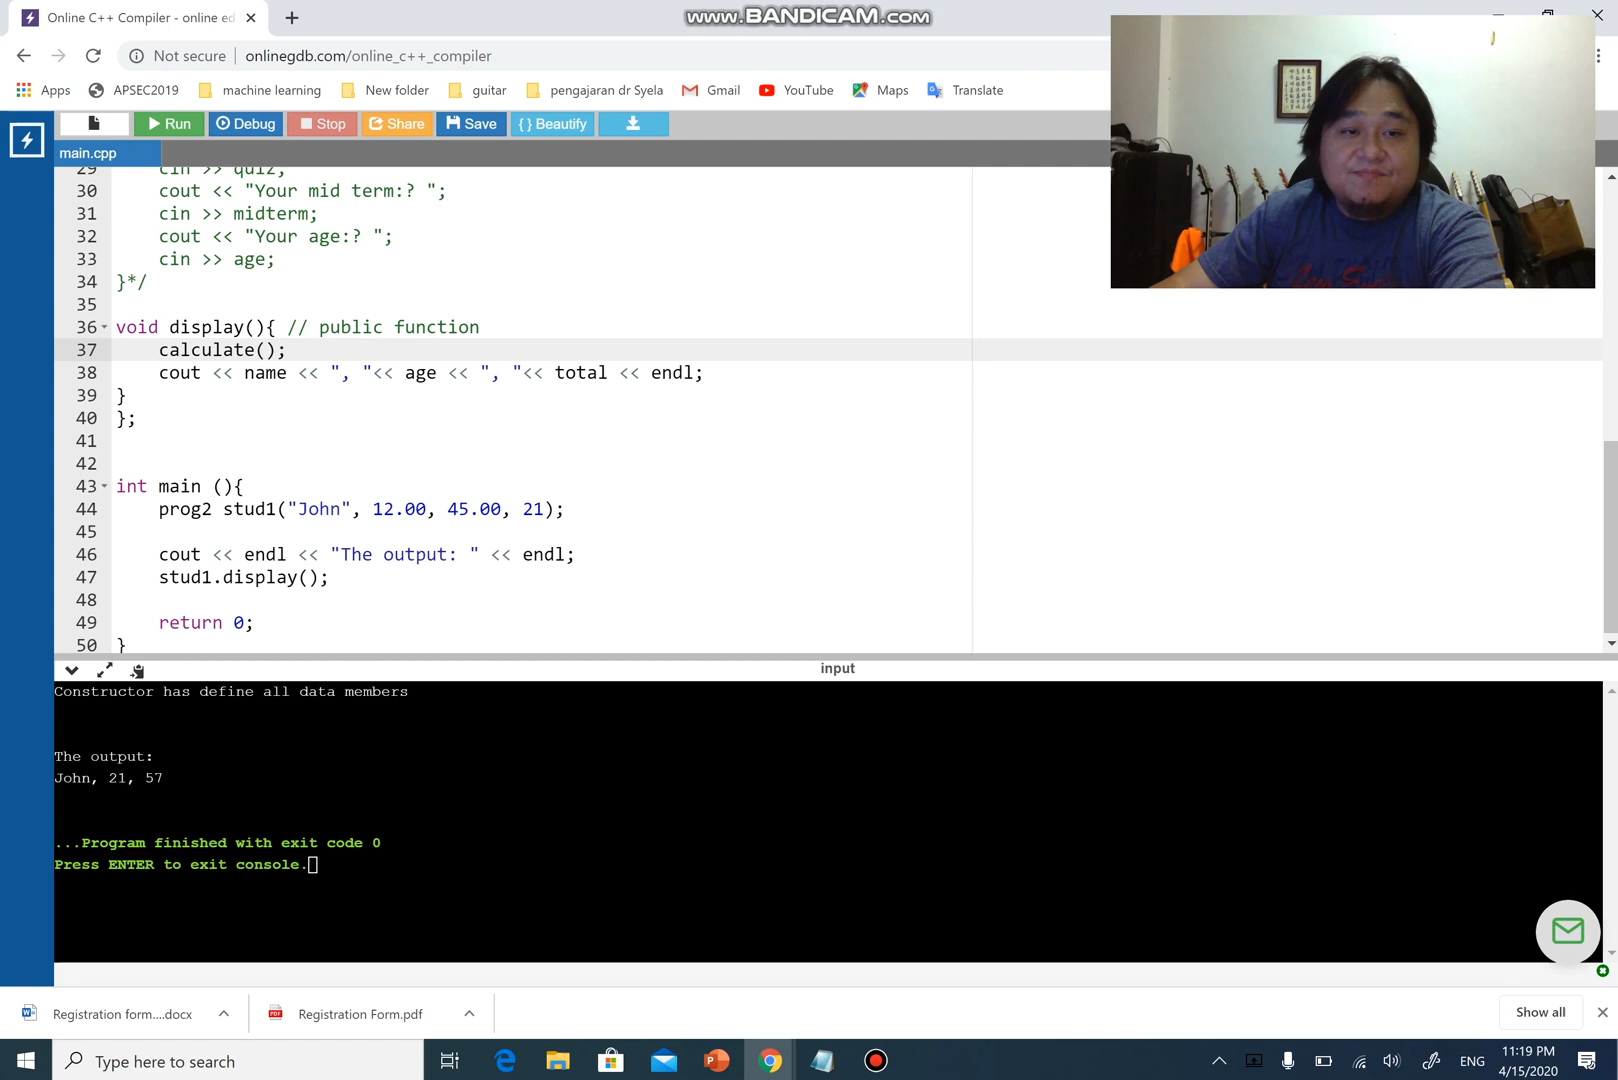 Online C++ Compiler - online ed
www.BANDICAM.com
Not secure
onlinegdb.com/online_c++_compiler
Apps
APSEC2019
machine learning
New folder
guitar
pengajaran dr Syela
Gmail
YouTube
Maps
Translate
Run
Debug
Stop
Share
Save
{ } Beautify
main.cpp
29 cin >> quiz;
30 cout << "Your mid term:? ";
31 cin >> midterm;
32 cout << "Your age:? ";
33 cin >> age;
34 }*/
35
36 void display(){ // public function
37 calculate();
38 cout << name << ", "<< age << ", "<< total << endl;
39 }
40 };
41
42
43 int main (){
44 prog2 stud1("John", 12.00, 45.00, 21);
45
46 cout << endl << "The output: " << endl;
47 stud1.display();
48
49 return 0;
50 }
input
Constructor has define all data members
The output:
John, 21, 57
...Program finished with exit code 0
Press ENTER to exit console.
Registration form....docx
Registration Form.pdf
Show all
Type here to search
ENG
11:19 PM
4/15/2020